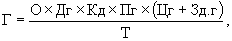 Г = О × Дг × Кд × Пг × (Цг + Зд.г) / Т,